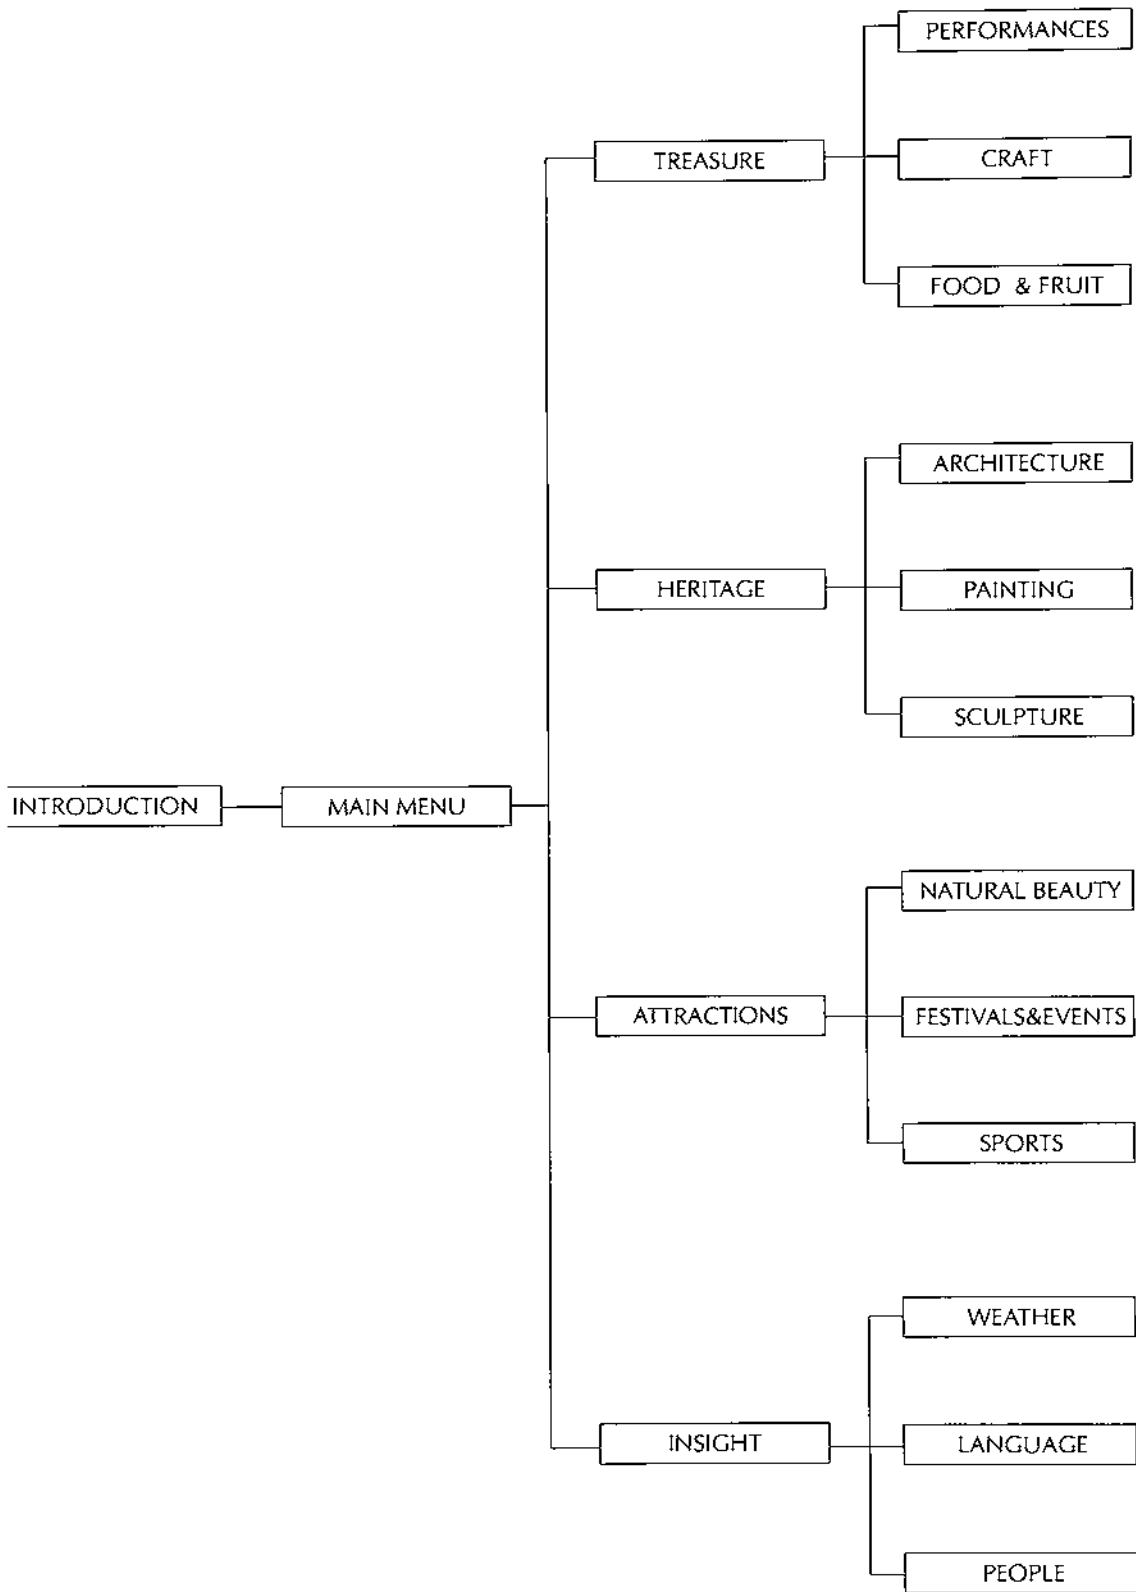 PERFORMANCES
TREASURE
CRAFT
FOOD & FRUIT
ARCHITECTURE
HERITAGE
PAINTING
SCULPTURE
INTRODUCTION
MAIN MENU
NATURAL BEAUTY
ATTRACTIONS
FESTIVALS&EVENTS
SPORTS
WEATHER
INSIGHT
LANGUAGE
PEOPLE